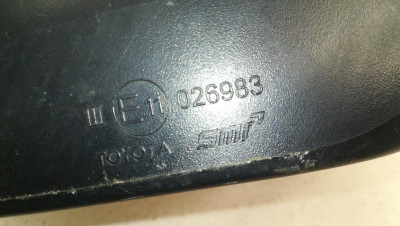 III E11 026983
TOYOTA smr